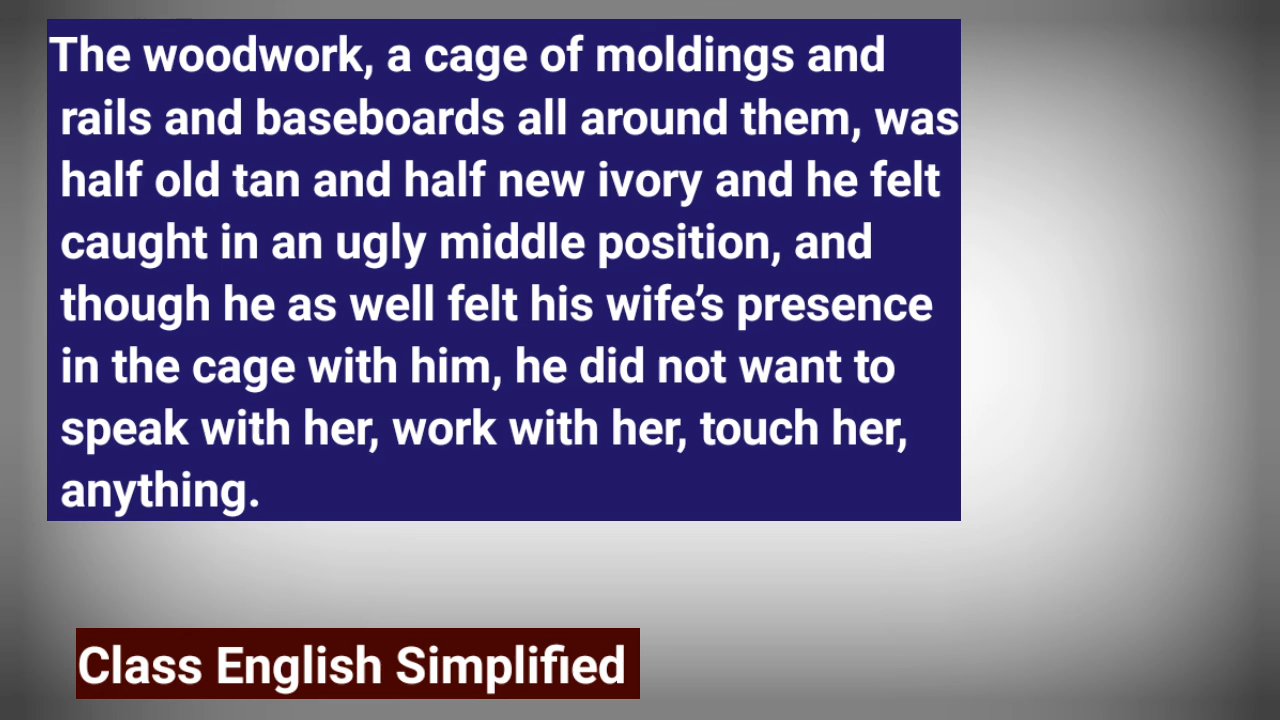 The woodwork, a cage of moldings and
rails and baseboards all around them, was
half old tan and half new ivory and he felt
caught in an ugly middle position, and
though he as well felt his wife’s presence
in the cage with him, he did not want to
speak with her, work with her, touch her,
anything.
Class English Simplified